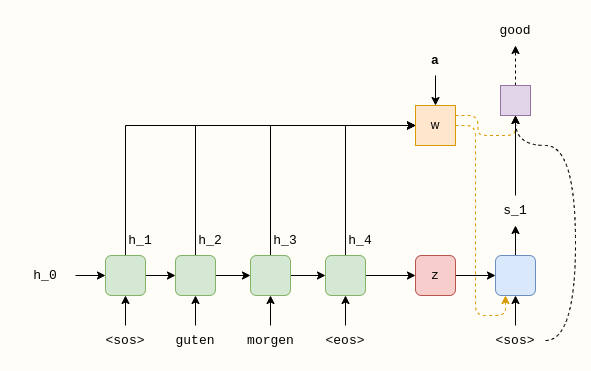 good
a
w
h_1 h_2 h_3 h_4
s_1
h_0 z
<sos> guten morgen <eos> <sos>